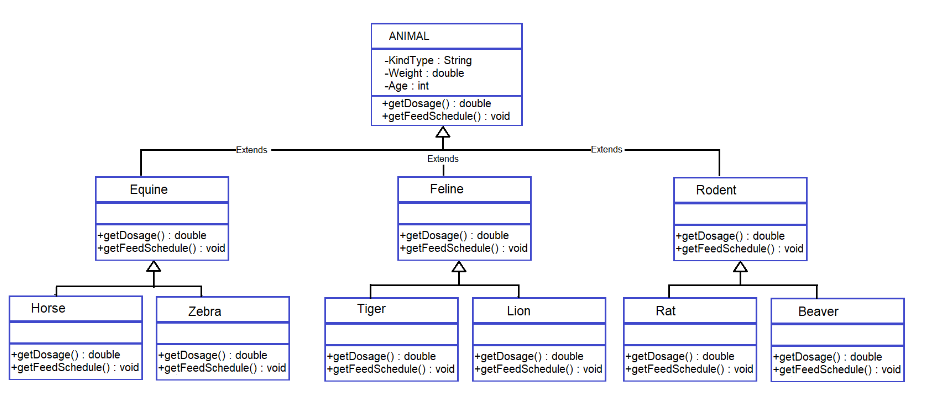 ANIMAL
-KindType : String
-Weight : double
-Age : int
+getDosage() : double
+getFeedSchedule() : void
Extends
Extends
Extends
Equine
+getDosage() : double
+getFeedSchedule() : void
Feline
+getDosage() : double
+getFeedSchedule() : void
Rodent
+getDosage() : double
+getFeedSchedule() : void
Horse
+getDosage() : double
+getFeedSchedule() : void
Zebra
+getDosage() : double
+getFeedSchedule() : void
Tiger
+getDosage() : double
+getFeedSchedule() : void
Lion
+getDosage() : double
+getFeedSchedule() : void
Rat
+getDosage() : double
+getFeedSchedule() : void
Beaver
+getDosage() : double
+getFeedSchedule() : void